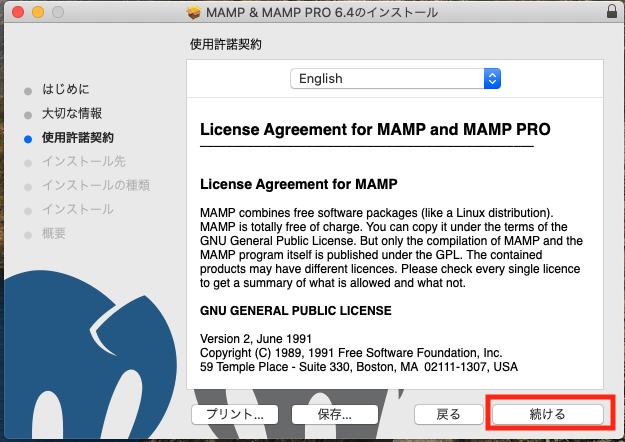 MAMP & MAMP PRO 6.4のインストール
使用許諾契約
はじめに
大切な情報
使用許諾契約
インストール先
インストールの種類
インストール
概要
English
License Agreement for MAMP and MAMP PRO
License Agreement for MAMP
MAMP combines free software packages (like a Linux distribution).
MAMP is totally free of charge. You can copy it under the terms of the
GNU General Public License. But only the compilation of MAMP and the
MAMP program itself is published under the GPL. The contained
products may have different licences. Please check every single licence
to get a summary of what is allowed and what not.
GNU GENERAL PUBLIC LICENSE
Version 2, June 1991
Copyright (C) 1989, 1991 Free Software Foundation, Inc.
59 Temple Place - Suite 330, Boston, MA  02111-1307, USA
プリント...
保存...
戻る
続ける